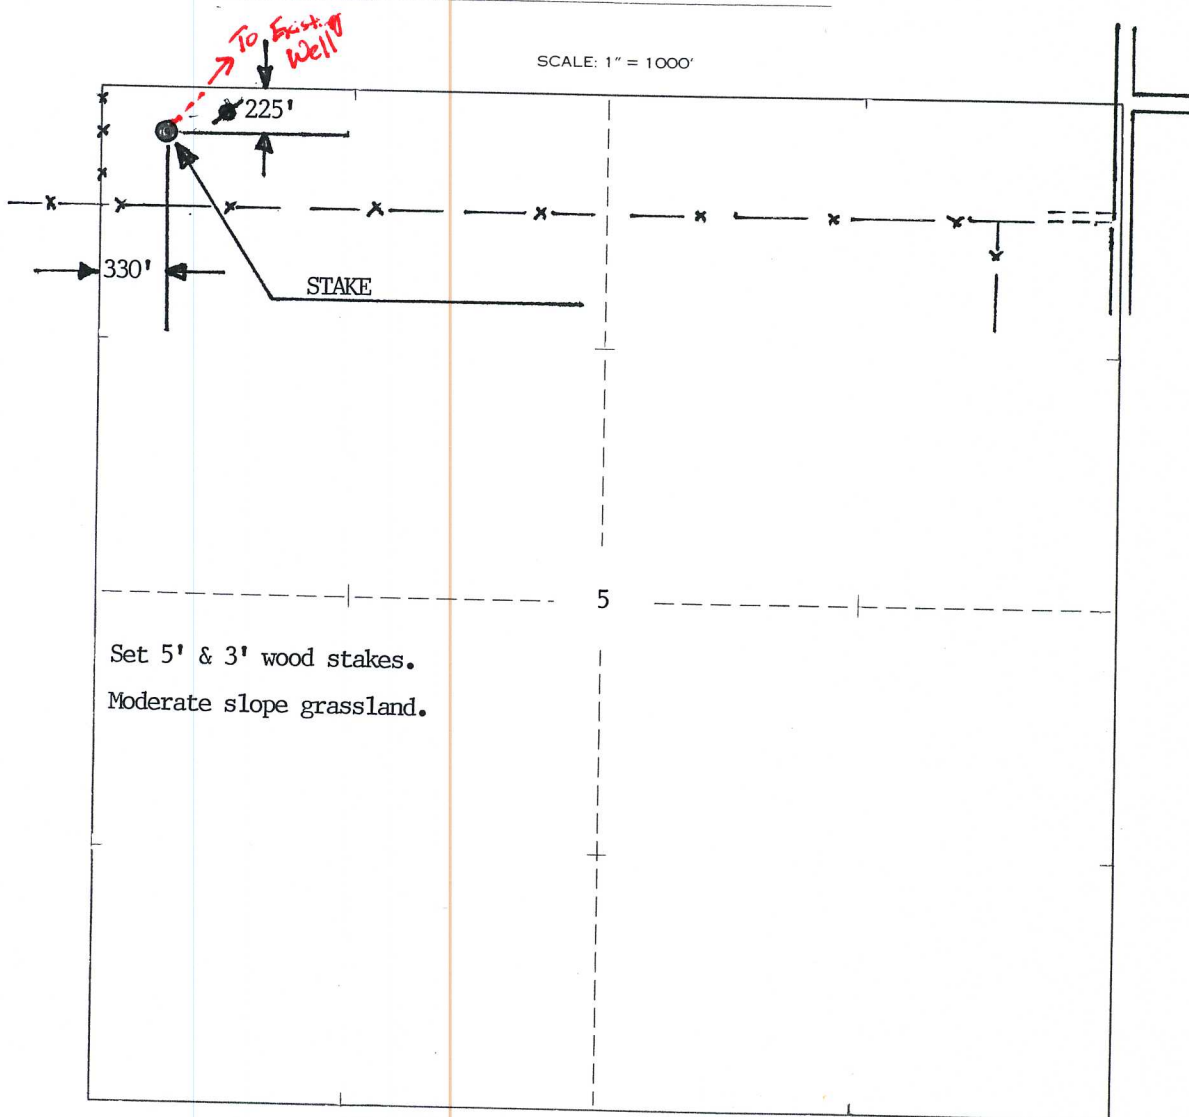 To Existing
Well
SCALE: 1" = 1000'
225'
330'
STAKE
5
Set 5' & 3' wood stakes.
Moderate slope grassland.